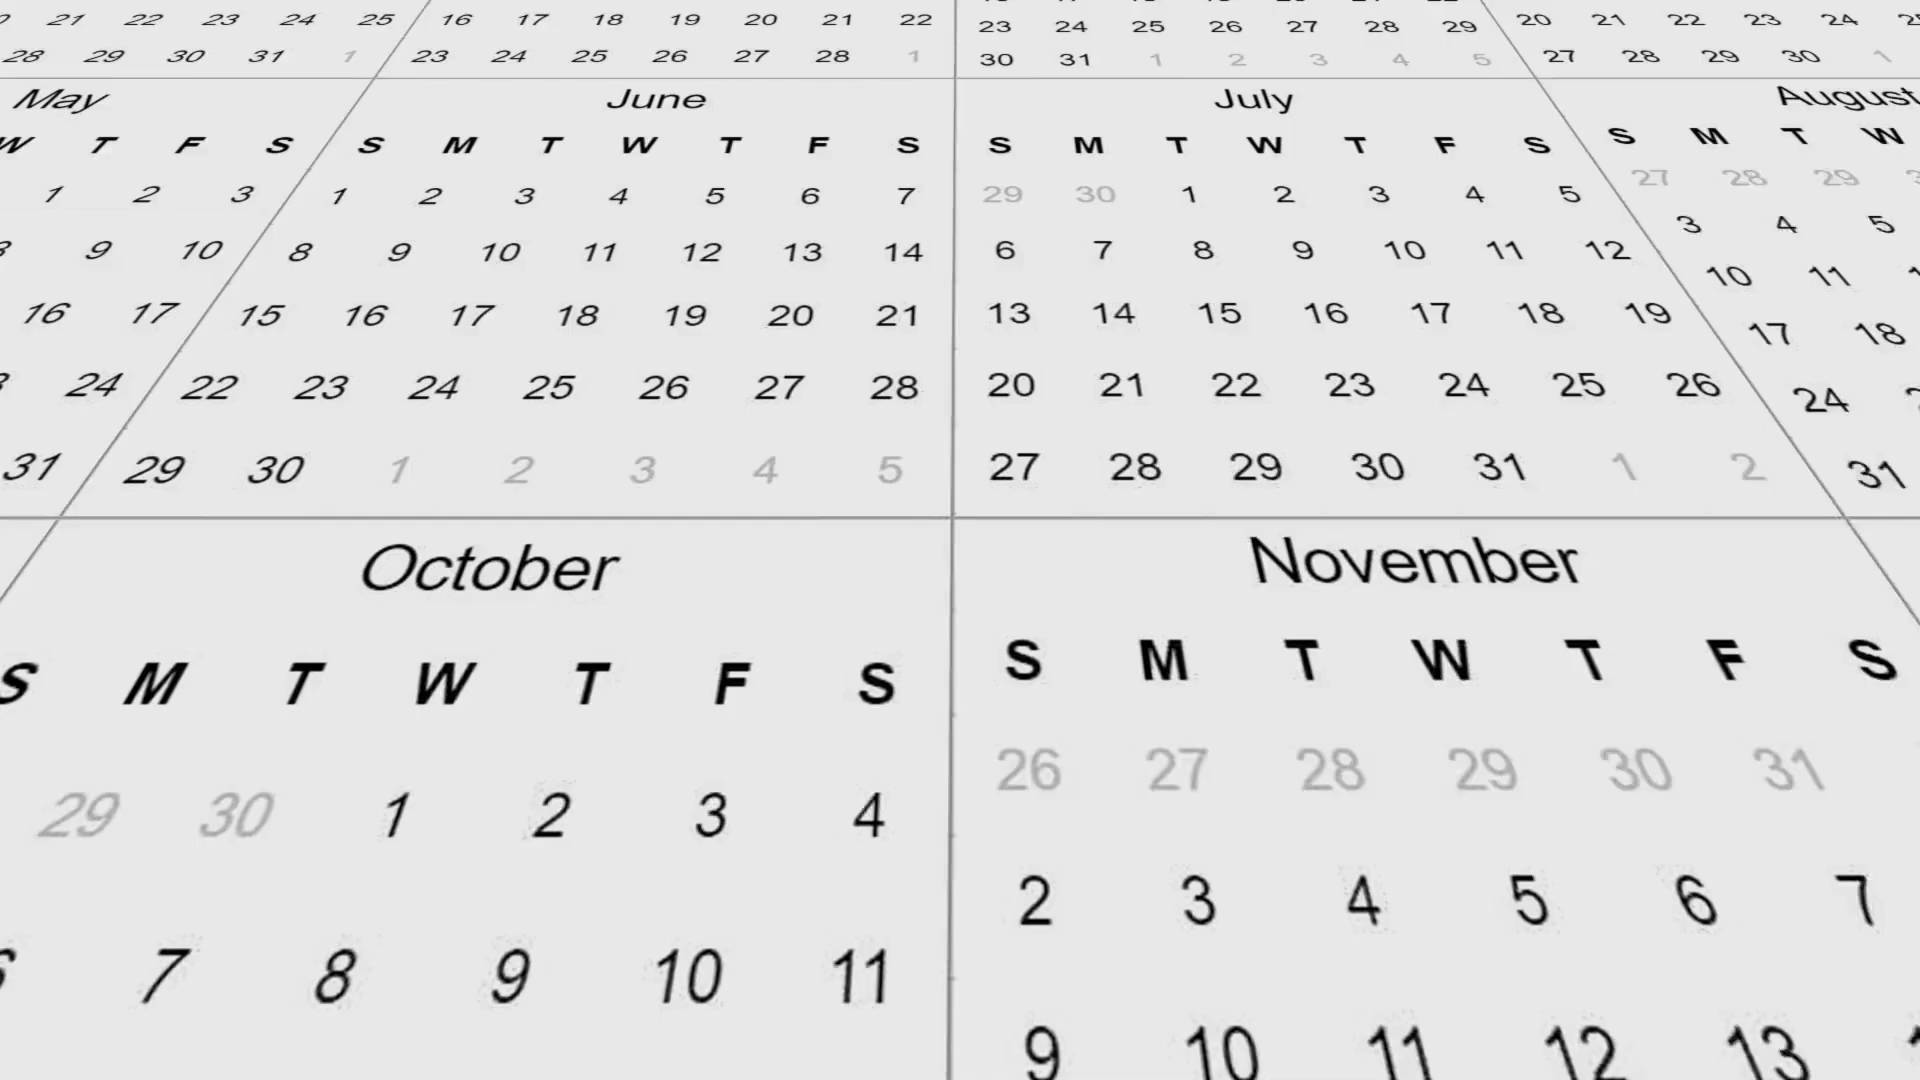 21 22 23 24 25
28 29 30 31 1
16 17 18 19 20 21 22
23 24 25 26 27 28 1
23 24 25 26 27 28 29
30 31 1 2 3 4 5
20 21 22 23 24
27 28 29 30 1
May
W T F S
1 2 3
9 10
16 17
24
31
June
S M T W T F S
1 2 3 4 5 6 7
8 9 10 11 12 13 14
15 16 17 18 19 20 21
22 23 24 25 26 27 28
29 30 1 2 3 4 5
July
S M T W T F S
29 30 1 2 3 4 5
6 7 8 9 10 11 12
13 14 15 16 17 18 19
20 21 22 23 24 25 26
27 28 29 30 31 1 2
August
S M T W
27 28 29
3 4 5
10 11
17 18
24
31
October
S M T W T F S
29 30 1 2 3 4
7 8 9 10 11
November
S M T W T F S
26 27 28 29 30 31
2 3 4 5 6 7
9 10 11 12 13